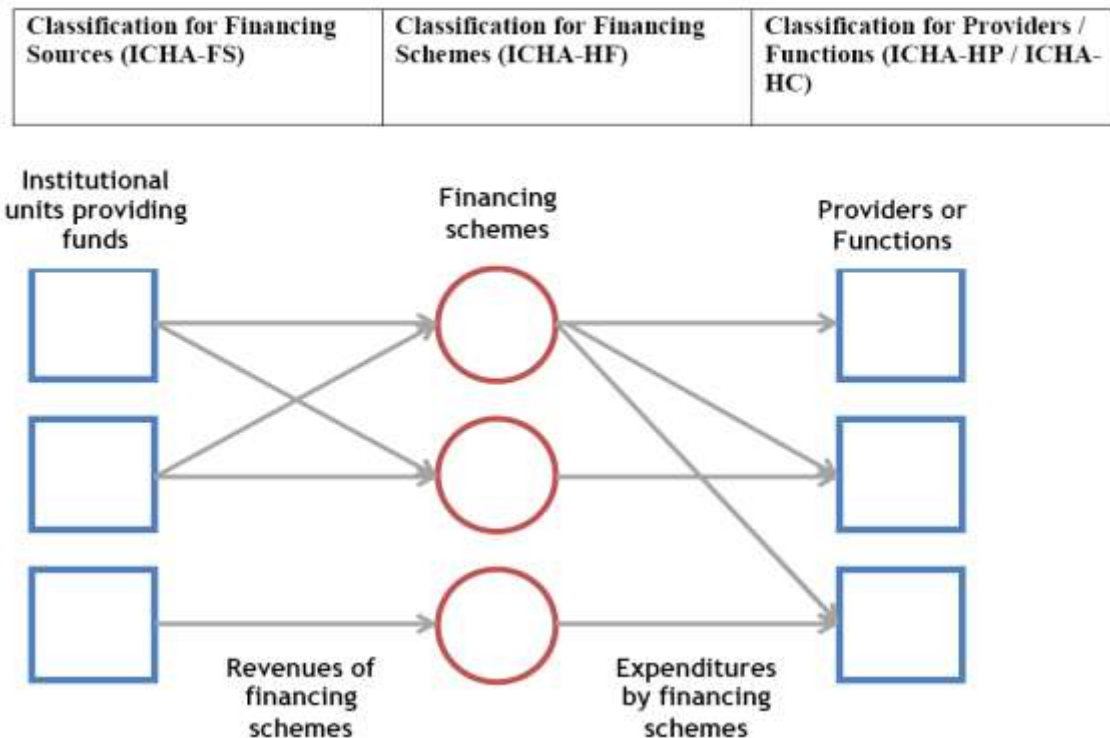 Classification for Financing
Sources (ICHA-FS)
Classification for Financing
Schemes (ICHA-HF)
Classification for Providers /
Functions (ICHA-HP / ICHA-
HC)
Institutional
units providing
funds
Financing
schemes
Providers or
Functions
Revenues of
financing
schemes
Expenditures
by financing
schemes